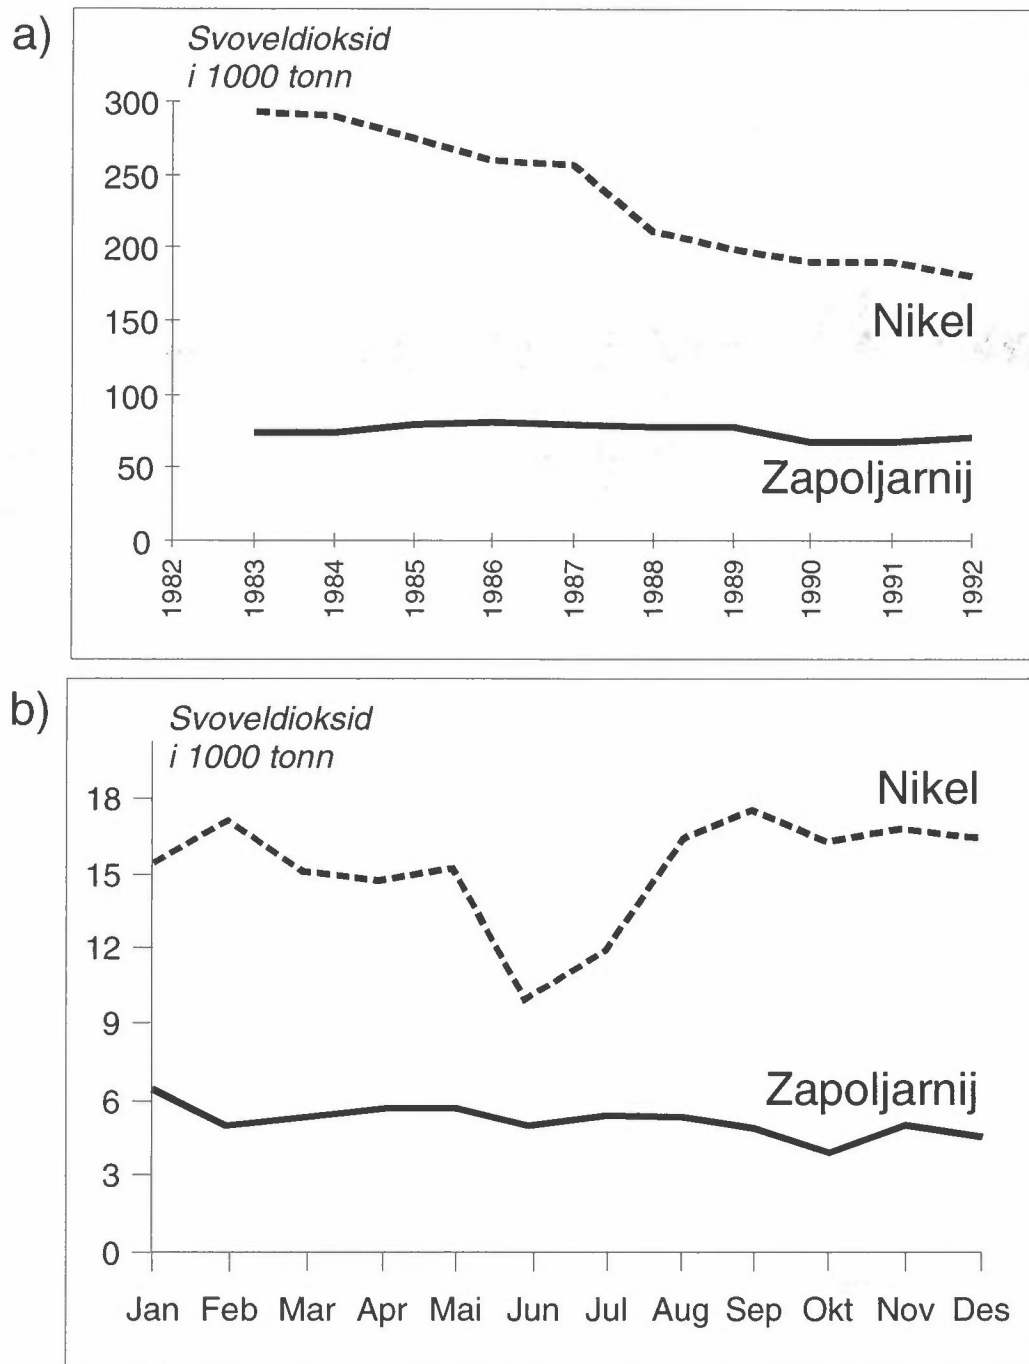 a)
Svoveldioksid
i 1000 tonn
300
250
200
150
100
50
0
Nikel
Zapoljarnij
1982 1983 1984 1985 1986 1987 1988 1989 1990 1991 1992
b)
Svoveldioksid
i 1000 tonn
18
15
12
9
6
3
0
Nikel
Zapoljarnij
Jan Feb Mar Apr Mai Jun Jul Aug Sep Okt Nov Des